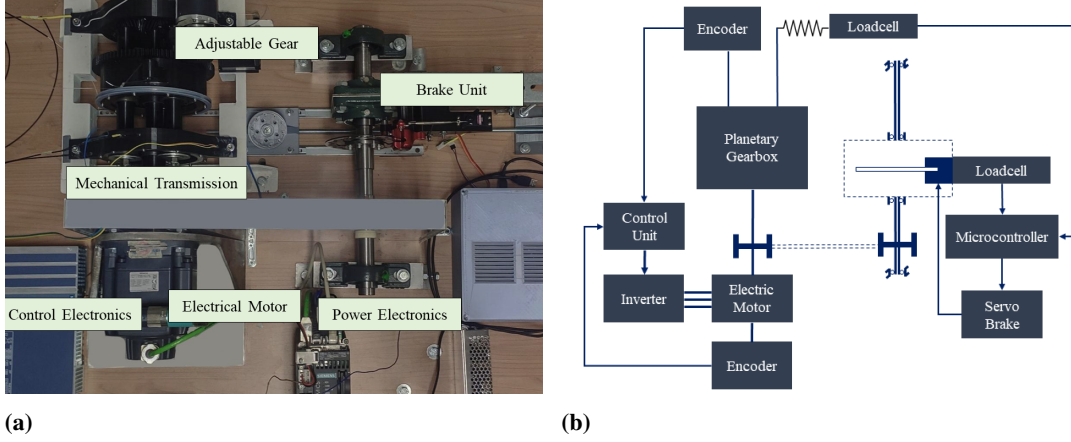 Adjustable Gear
Brake Unit
Mechanical Transmission
Electrical Motor
Control Electronics
Power Electronics
(a)
Encoder
Loadcell
Planetary
Gearbox
Loadcell
Control
Unit
Microcontroller
Inverter
Electric
Motor
Servo
Brake
Encoder
(b)